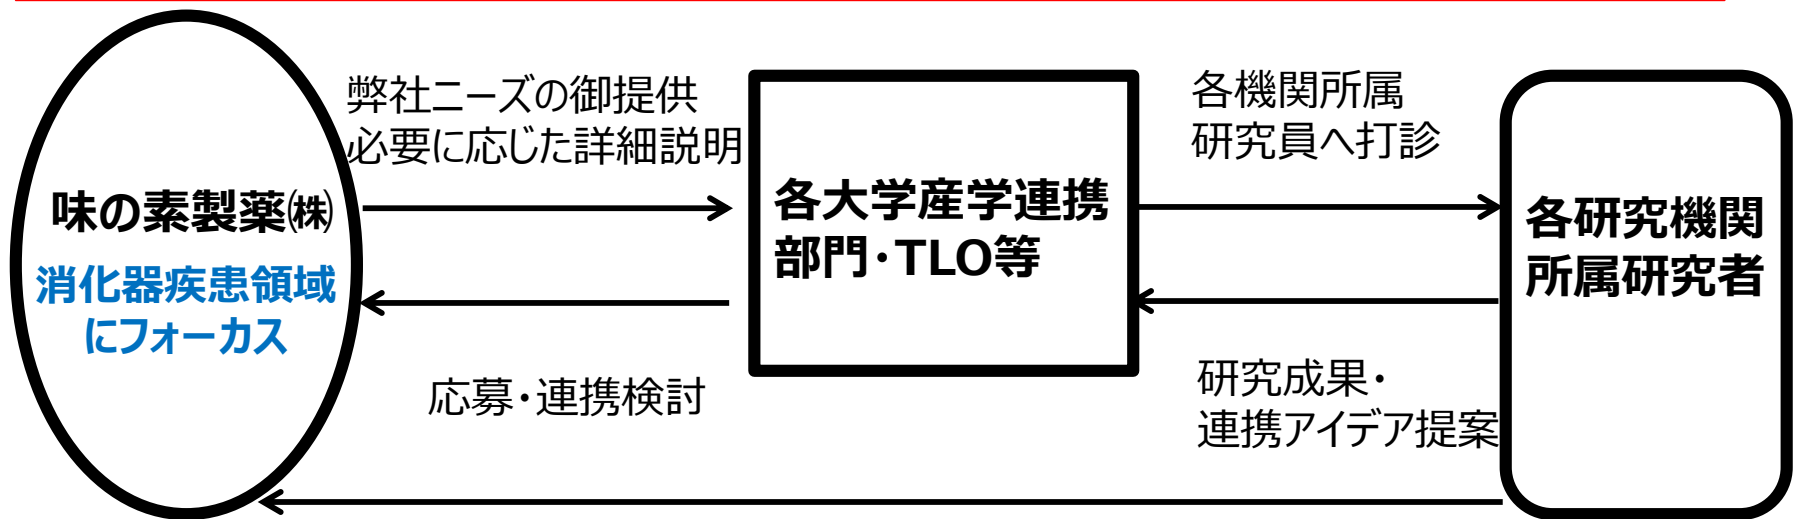 弊社ニーズの御提供
必要に応じた詳細説明
各機関所属
研究員へ打診
味の素製薬㈱
消化器疾患領域
にフォーカス
各大学産学連携
部門・TLO等
各研究機関
所属研究者
応募・連携検討
研究成果・
連携アイデア提案